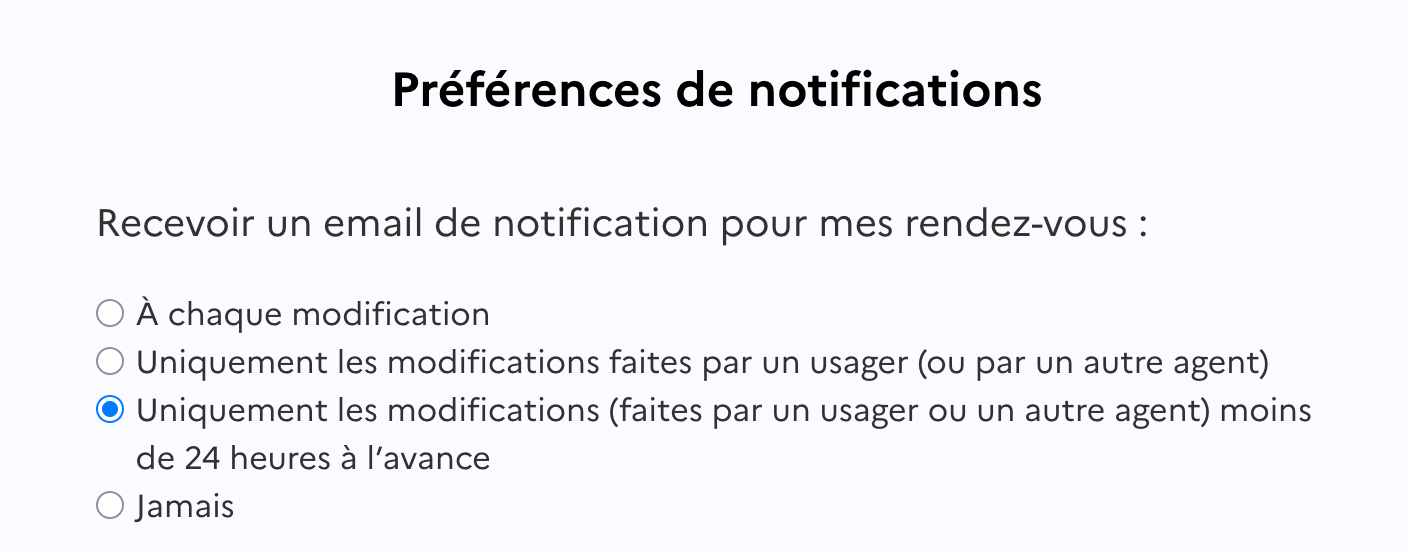 Préférences de notifications
Recevoir un email de notification pour mes rendez-vous :
À chaque modification
Uniquement les modifications faites par un usager (ou par un autre agent)
Uniquement les modifications (faites par un usager ou un autre agent) moins
de 24 heures à l’avance
Jamais